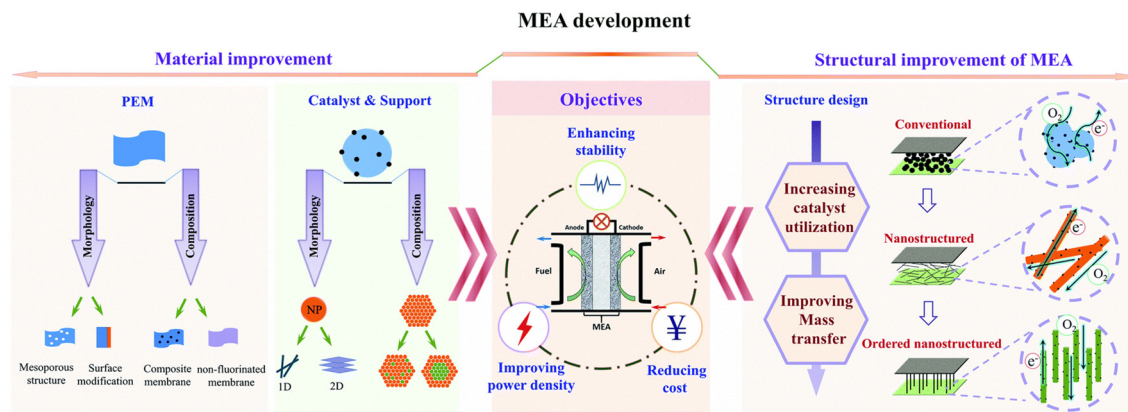 MEA development
Material improvement
Structural improvement of MEA
PEM
Morphology
Composition
Mesoporous
structure
Surface
modification
Composite
membrane
non-fluorinated
membrane
Catalyst & Support
Morphology
Composition
NP
1D
2D
Objectives
Enhancing
stability
Anode
Cathode
Fuel
Air
MEA
Improving
power density
¥
Reducing
cost
Structure design
Increasing
catalyst
utilization
Improving
Mass
transfer
Conventional
O2
e-
Nanostructured
e-
O2
Ordered nanostructured
O2
e-